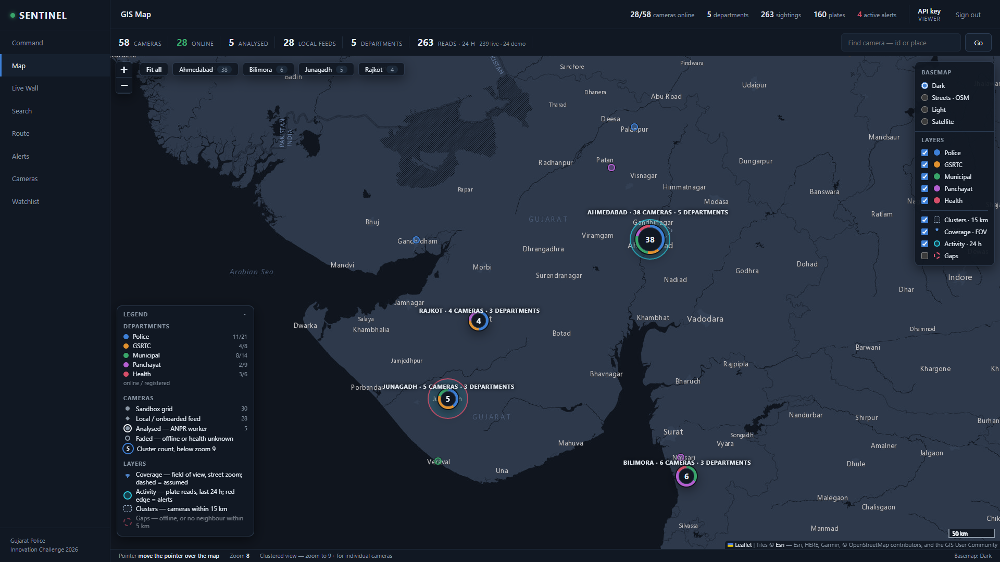 SENTINEL
GIS Map
28/58 cameras online
5 departments
263 sightings
160 plates
4 active alerts
API key
VIEWER
Sign out
Command
Map
Live Wall
Search
Route
Alerts
Cameras
Watchlist
Gujarat Police
Innovation Challenge 2026
58 CAMERAS
28 ONLINE
5 ANALYSED
28 LOCAL FEEDS
5 DEPARTMENTS
263 READS · 24 H 239 live · 24 demo
Find camera — id or place
Go
+
−
Fit all
Ahmedabad 38
Bilimora 6
Junagadh 5
Rajkot 4
BASEMAP
Dark
Streets · OSM
Light
Satellite
LAYERS
Police
GSRTC
Municipal
Panchayat
Health
Clusters · 15 km
Coverage · FOV
Activity · 24 h
Gaps
Badin
PAKISTAN
INDIA
Sanchore
Pindwara
Udaipur
Dhanera
Abu Road
Tharad
Deesa
Palanpur
Mandsaur
Patan
Radhanpur
Dungarpur
Visnagar
Himmatnagar
Rapar
Banswara
Modasa
AHMEDABAD · 38 CAMERAS · 5 DEPARTMENTS
Ratlam
GUJARAT
Bhuj
Gandhinagar
Viramgam
38
Gandhidham
Dhrangadhra
Mandvi
Morbi
Arabian Sea
Surendranagar
Godhra
Dohad
Nadiad
Indore
Dhar
Jamnagar
RAJKOT · 4 CAMERAS · 3 DEPARTMENTS
4
Salaya
Khambhat
Vadodara
Dwarka
Khambhalia
Botad
Dhamnod
Barwani
Jamjodhpur
Rajpipla
Khargone
Kh
Bhavnagar
Bharuch
Porbandar
JUNAGADH · 5 CAMERAS · 3 DEPARTMENTS
5
GUJARAT
Nandurbar
Shirpur
Burhan
Surat
Songadh
Mahuva
Vyara
Amalner
Jalgaon
Veraval
Navsari
BILIMORA · 6 CAMERAS · 3 DEPARTMENTS
6
Dhule
Una
Malegaon
Chalisgaon
Silvassa
Manmad
Chik
50 km
LEGEND
DEPARTMENTS
Police 11/21
GSRTC 4/8
Municipal 8/14
Panchayat 2/9
Health 3/6
online / registered
CAMERAS
Sandbox grid 30
Local / onboarded feed 28
Analysed — ANPR worker 5
Faded — offline or health unknown
5 Cluster count, below zoom 9
LAYERS
Coverage — field of view, street zoom;
dashed = assumed
Activity — plate reads, last 24 h; red
edge = alerts
Clusters — cameras within 15 km
Gaps — offline, or no neighbour within
5 km
Leaflet | Tiles © Esri — Esri, HERE, Garmin, © OpenStreetMap contributors, and the GIS User Community
Pointer move the pointer over the map
Zoom 8
Clustered view — zoom to 9+ for individual cameras
Basemap: Dark